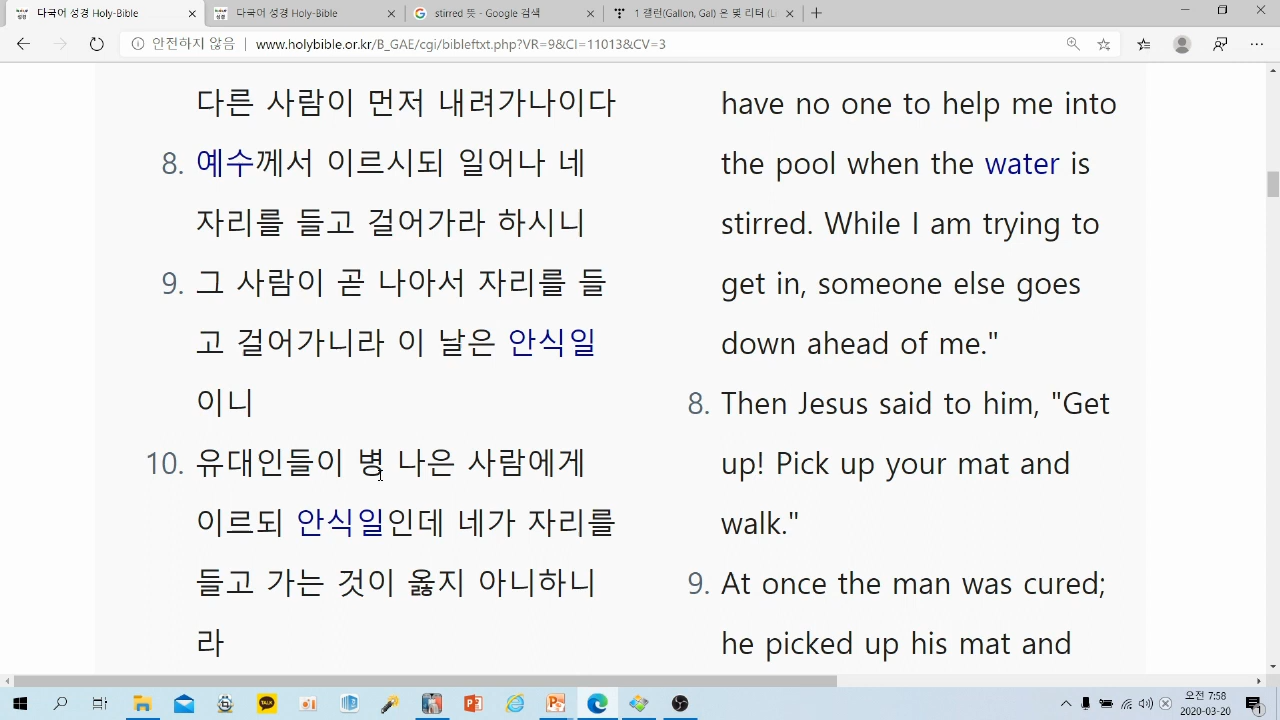 다국어 성경 Holy-Bible
다국어 성경 Holy-Bible
stirred 뜻 - Google 검색
1 갤런(Gallon, Gal) 은 몇 리터 (Li
안전하지 않음
www.holybible.or.kr/B_GAE/cgi/bibleftxt.php?VR=9&CI=11013&CV=3
다른 사람이 먼저 내려가나이다
8. 예수께서 이르시되 일어나 네
자리를 들고 걸어가라 하시니
9. 그 사람이 곧 나아서 자리를 들
고 걸어가니라 이 날은 안식일
이니
10. 유대인들이 병 나은 사람에게
이르되 안식일인데 네가 자리를
들고 가는 것이 옳지 아니하니
라
have no one to help me into
the pool when the water is
stirred. While I am trying to
get in, someone else goes
down ahead of me."
8. Then Jesus said to him, "Get
up! Pick up your mat and
walk."
9. At once the man was cured;
he picked up his mat and
오전 7:58
2020-03-20